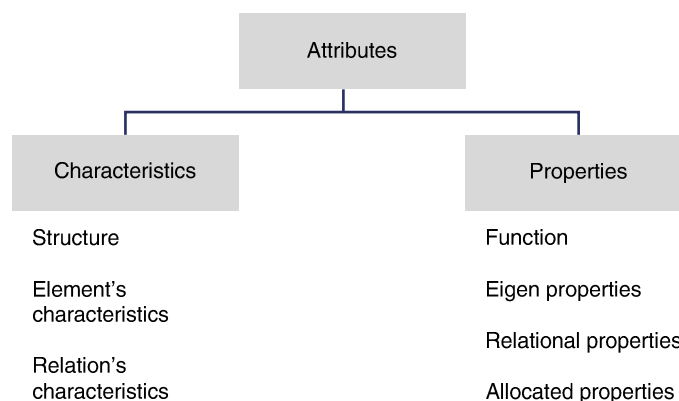 Attributes
Characteristics
Properties
Structure
Element's
characteristics
Relation's
characteristics
Function
Eigen properties
Relational properties
Allocated properties